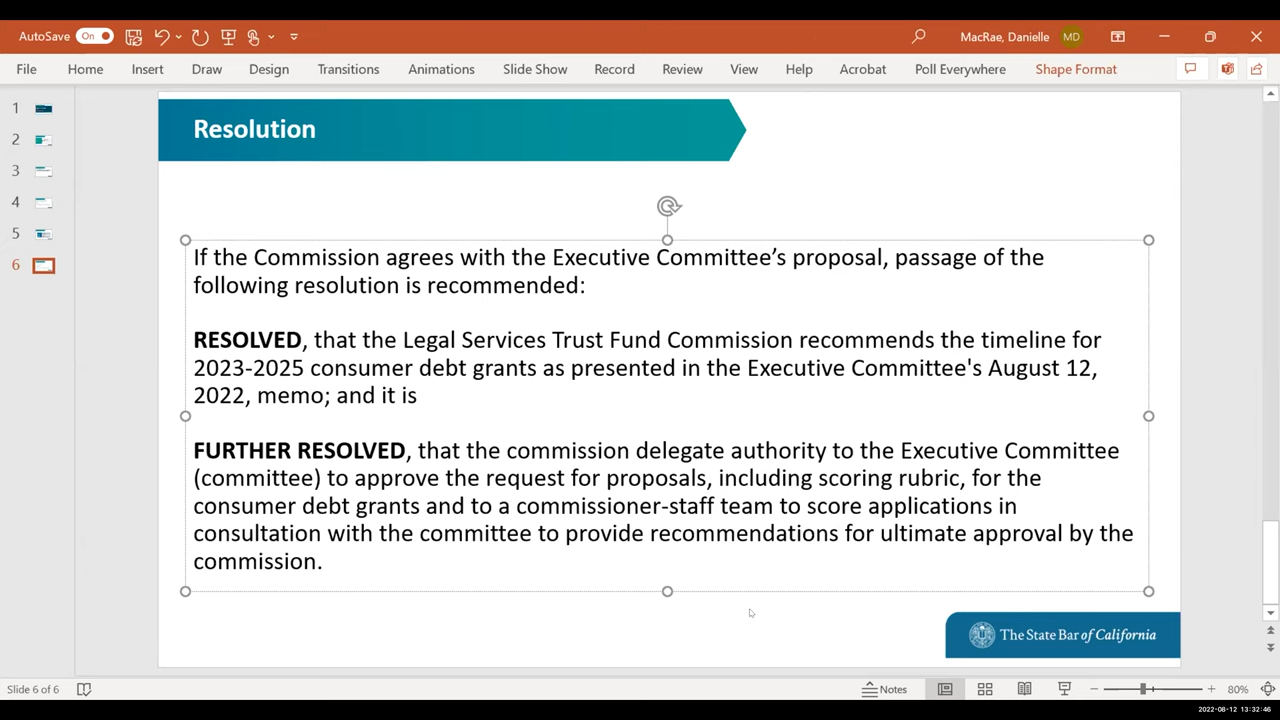 AutoSave On MacRae, Danielle MD
File Home Insert Draw Design Transitions Animations Slide Show Record Review View Help Acrobat Poll Everywhere Shape Format
1
2
3
4
5
6
Resolution
If the Commission agrees with the Executive Committee’s proposal, passage of the
following resolution is recommended:
RESOLVED, that the Legal Services Trust Fund Commission recommends the timeline for
2023-2025 consumer debt grants as presented in the Executive Committee's August 12,
2022, memo; and it is
FURTHER RESOLVED, that the commission delegate authority to the Executive Committee
(committee) to approve the request for proposals, including scoring rubric, for the
consumer debt grants and to a commissioner-staff team to score applications in
consultation with the committee to provide recommendations for ultimate approval by the
commission.
The State Bar of California
Slide 6 of 6 Notes 80%
2022-08-12 13:32:46